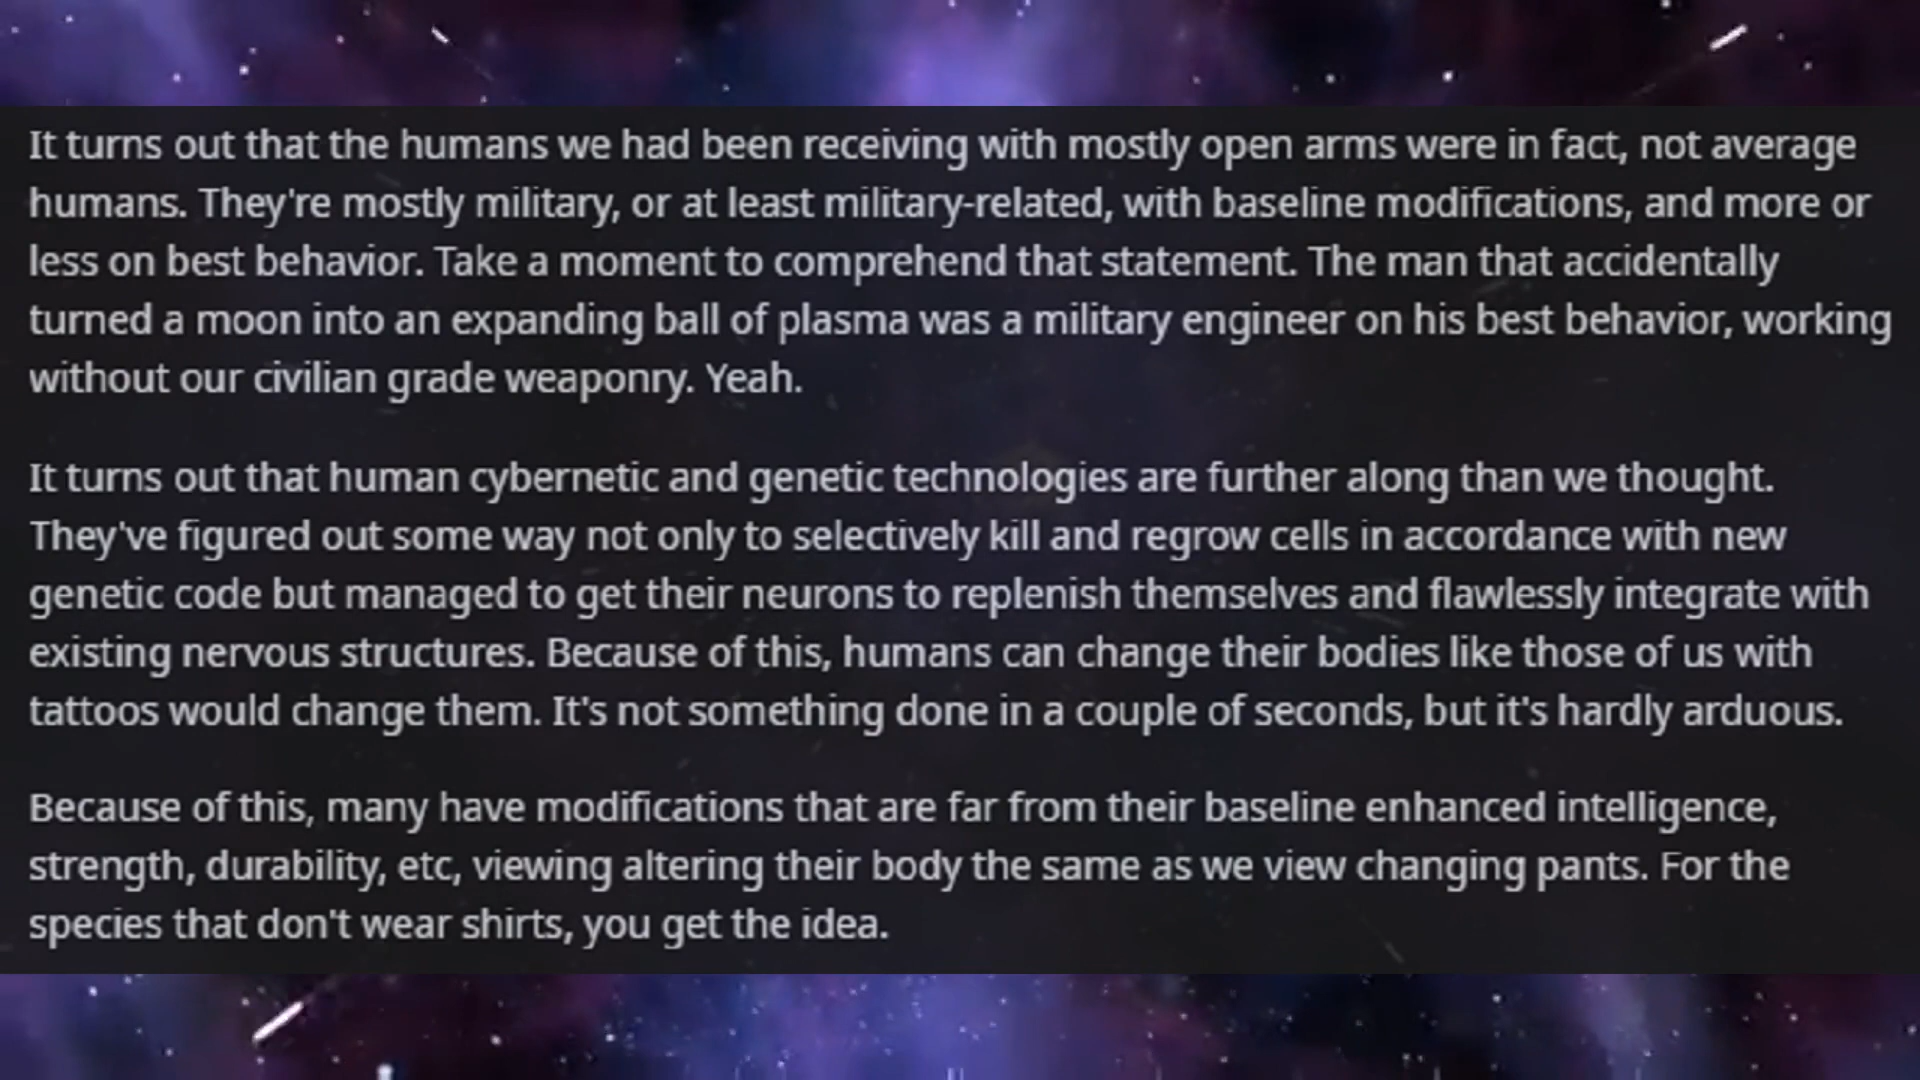 It turns out that the humans we had been receiving with mostly open arms were in fact, not average
humans. They're mostly military, or at least military-related, with baseline modifications, and more or
less on best behavior. Take a moment to comprehend that statement. The man that accidentally
turned a moon into an expanding ball of plasma was a military engineer on his best behavior, working
without our civilian grade weaponry. Yeah.
It turns out that human cybernetic and genetic technologies are further along than we thought.
They've figured out some way not only to selectively kill and regrow cells in accordance with new
genetic code but managed to get their neurons to replenish themselves and flawlessly integrate with
existing nervous structures. Because of this, humans can change their bodies like those of us with
tattoos would change them. It's not something done in a couple of seconds, but it's hardly arduous.
Because of this, many have modifications that are far from their baseline enhanced intelligence,
strength, durability, etc, viewing altering their body the same as we view changing pants. For the
species that don't wear shirts, you get the idea.